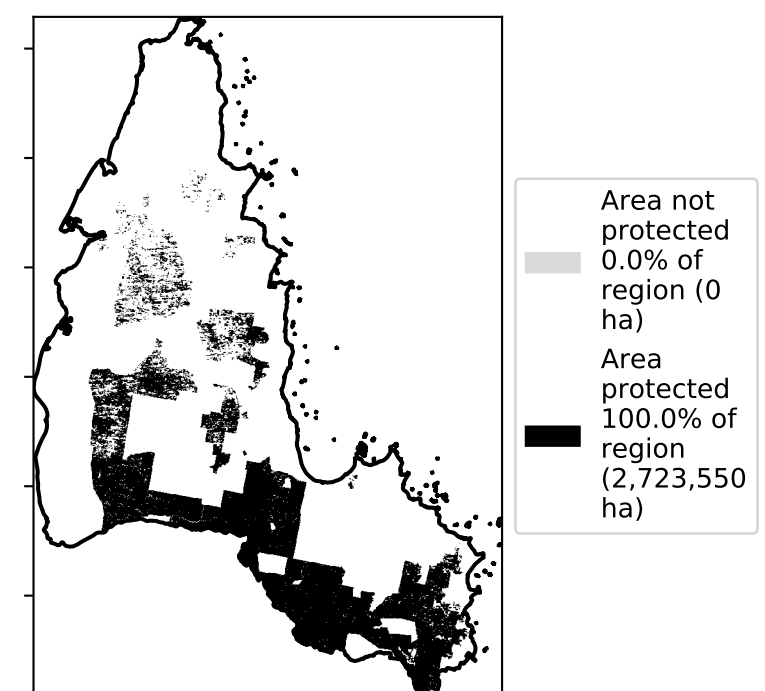 Area not
protected
0.0% of
region (0
ha)
Area
protected
100.0% of
region
(2,723,550
ha)